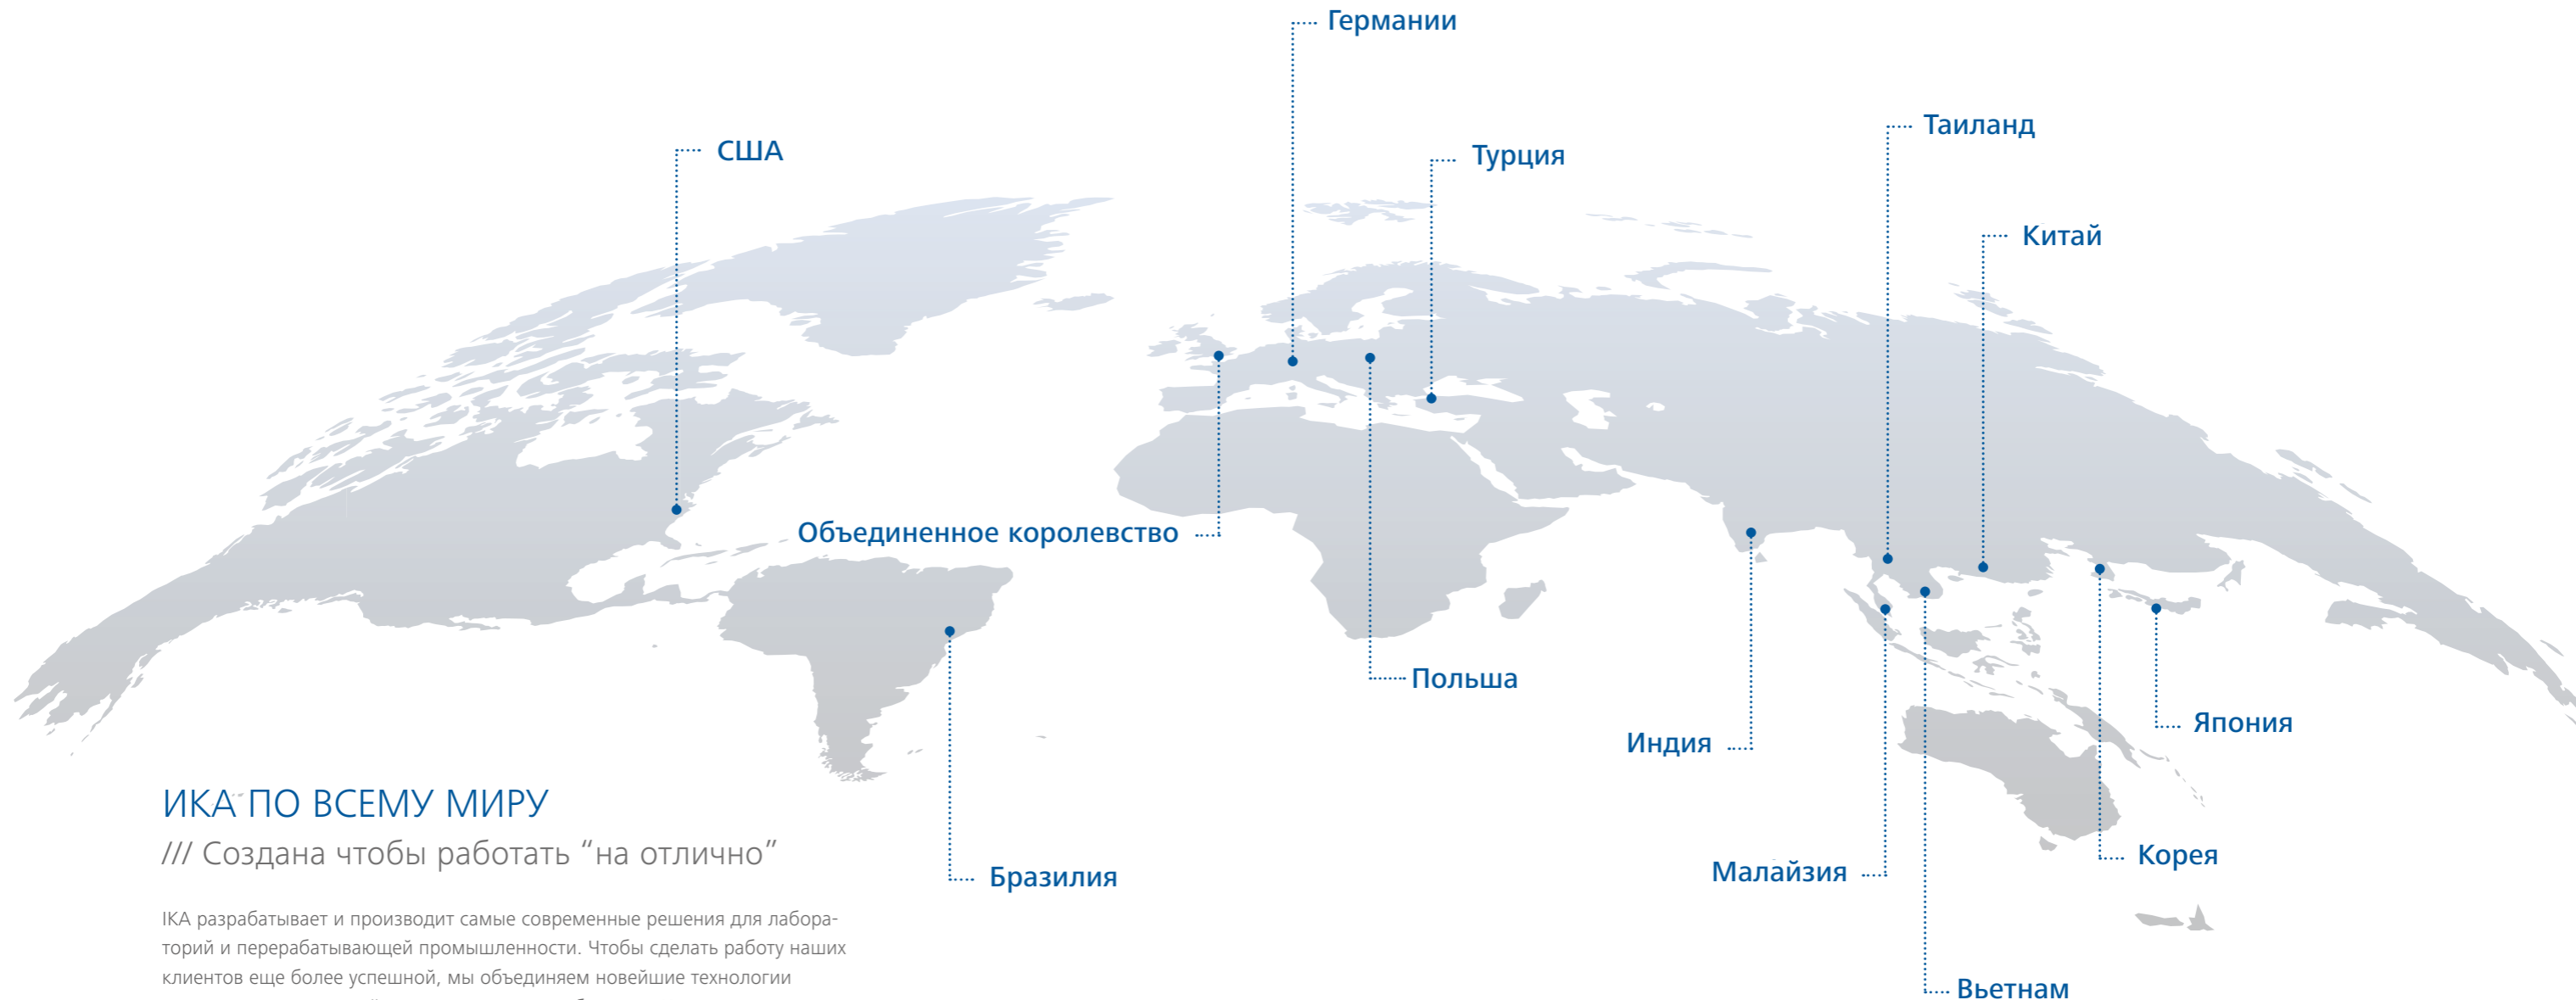 Германии
Таиланд
США
Турция
Китай
Объединенное королевство
Польша
Япония
Индия
ИКА ПО ВСЕМУ МИРУ
/// Создана чтобы работать “на отлично”
Корея
Малайзия
Бразилия
IKA разрабатывает и производит самые современные решения для лабора-
торий и перерабатывающей промышленности. Чтобы сделать работу наших
клиентов еще более успешной, мы объединяем новейшие технологии
Вьетнам